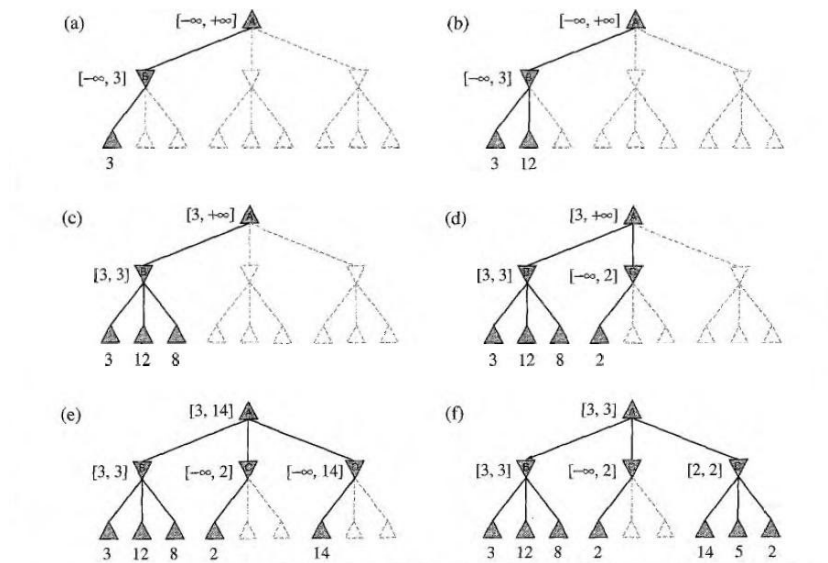 (a) [−∞, +∞] A
[−∞, 3] B
3
(b) [−∞, +∞] A
[−∞, 3] B
3 12
(c) [3, +∞] A
[3, 3] B
3 12 8
(d) [3, +∞] A
[3, 3] B [−∞, 2] C
3 12 8 2
(e) [3, 14] A
[3, 3] B [−∞, 2] C [−∞, 14] D
3 12 8 2 14
(f) [3, 3] A
[3, 3] B [−∞, 2] C [2, 2] D
3 12 8 2 14 5 2